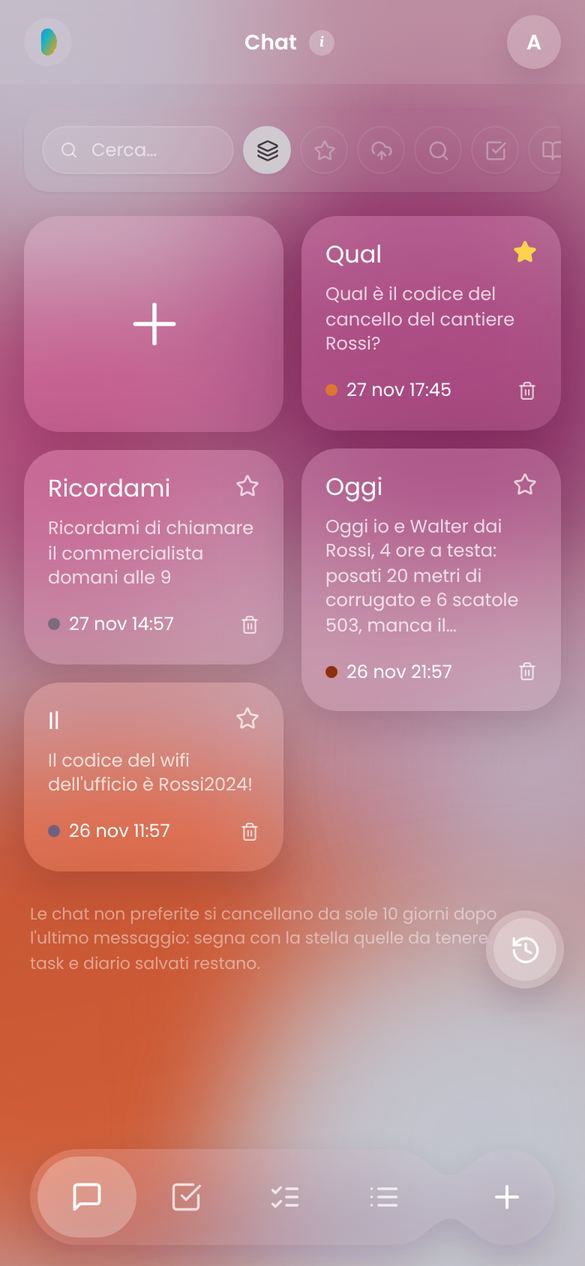 Chat
i
A
Cerca...
Qual
Qual è il codice del
cancello del cantiere
Rossi?
27 nov 17:45
Ricordami
Ricordami di chiamare
il commercialista
domani alle 9
27 nov 14:57
Oggi
Oggi io e Walter dai
Rossi, 4 ore a testa:
posati 20 metri di
corrugato e 6 scatole
503, manca il...
26 nov 21:57
Il
Il codice del wifi
dell'ufficio è Rossi2024!
26 nov 11:57
Le chat non preferite si cancellano da sole 10 giorni dopo
l'ultimo messaggio: segna con la stella quelle da tenere
task e diario salvati restano.